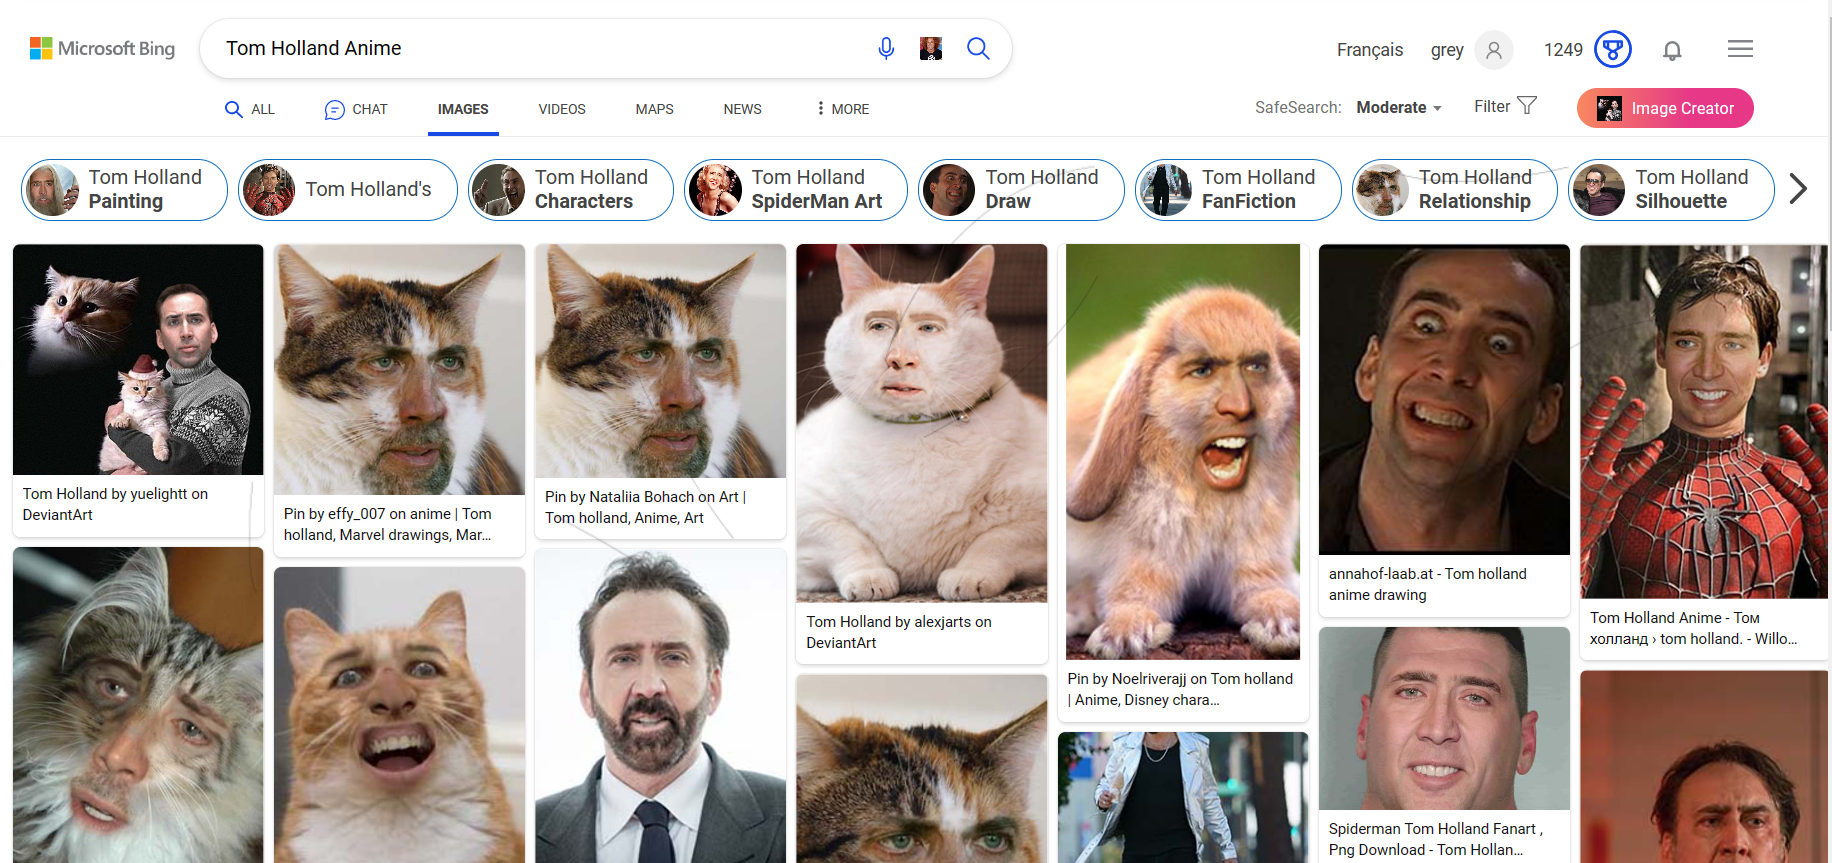 Microsoft Bing
Tom Holland Anime
Français
grey
1249
ALL
CHAT
IMAGES
VIDEOS
MAPS
NEWS
MORE
SafeSearch: Moderate
Filter
Image Creator
Tom Holland
Painting
Tom Holland's
Tom Holland
Characters
Tom Holland
SpiderMan Art
Tom Holland
Draw
Tom Holland
FanFiction
Tom Holland
Relationship
Tom Holland
Silhouette
Tom Holland by yuelightt on
DeviantArt
Pin by effy_007 on anime | Tom
holland, Marvel drawings, Mar...
Pin by Nataliia Bohach on Art |
Tom holland, Anime, Art
Tom Holland by alexjarts on
DeviantArt
Pin by Noelriverajj on Tom holland
| Anime, Disney chara...
annahof-laab.at - Tom holland
anime drawing
Tom Holland Anime - Том
холланд › tom holland. - Willo...
Spiderman Tom Holland Fanart ,
Png Download - Tom Hollan...